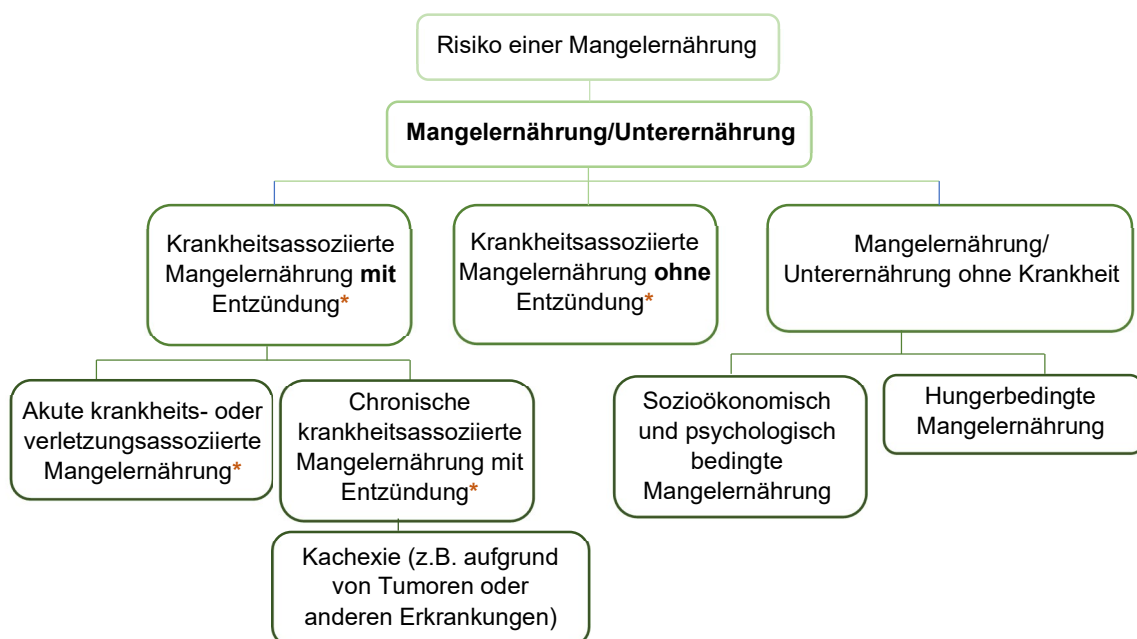 Risiko einer Mangelernährung
Mangelernährung/Unterernährung
Krankheitsassoziierte
Mangelernährung mit
Entzündung*
Krankheitsassoziierte
Mangelernährung ohne
Entzündung*
Mangelernährung/
Unterernährung ohne Krankheit
Akute krankheits- oder
verletzungsassoziierte
Mangelernährung*
Chronische
krankheitsassoziierte
Mangelernährung mit
Entzündung*
Sozioökonomisch
und psychologisch
bedingte
Mangelernährung
Hungerbedingte
Mangelernährung
Kachexie (z.B. aufgrund
von Tumoren oder
anderen Erkrankungen)